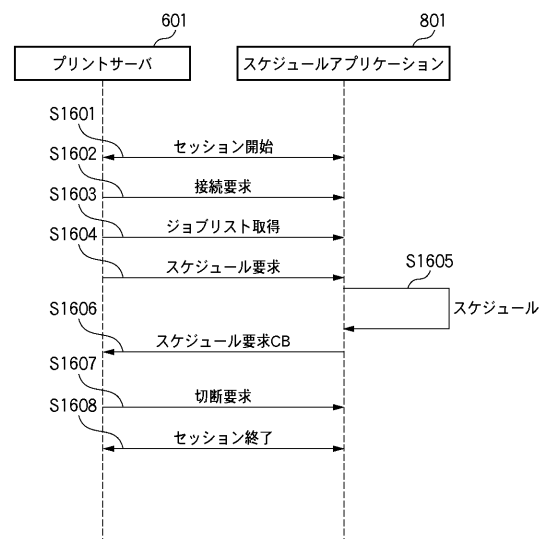 601
801
プリントサーバ
スケジュールアプリケーション
S1601
セッション開始
S1602
接続要求
S1603
ジョブリスト取得
S1604
スケジュール要求
S1605
スケジュール
S1606
スケジュール要求CB
S1607
切断要求
S1608
セッション終了